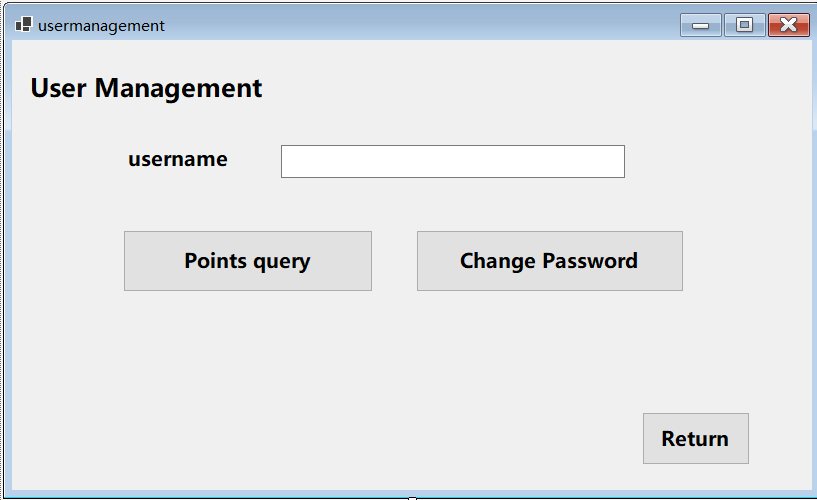 usermanagement
User Management
username
Points query
Change Password
Return